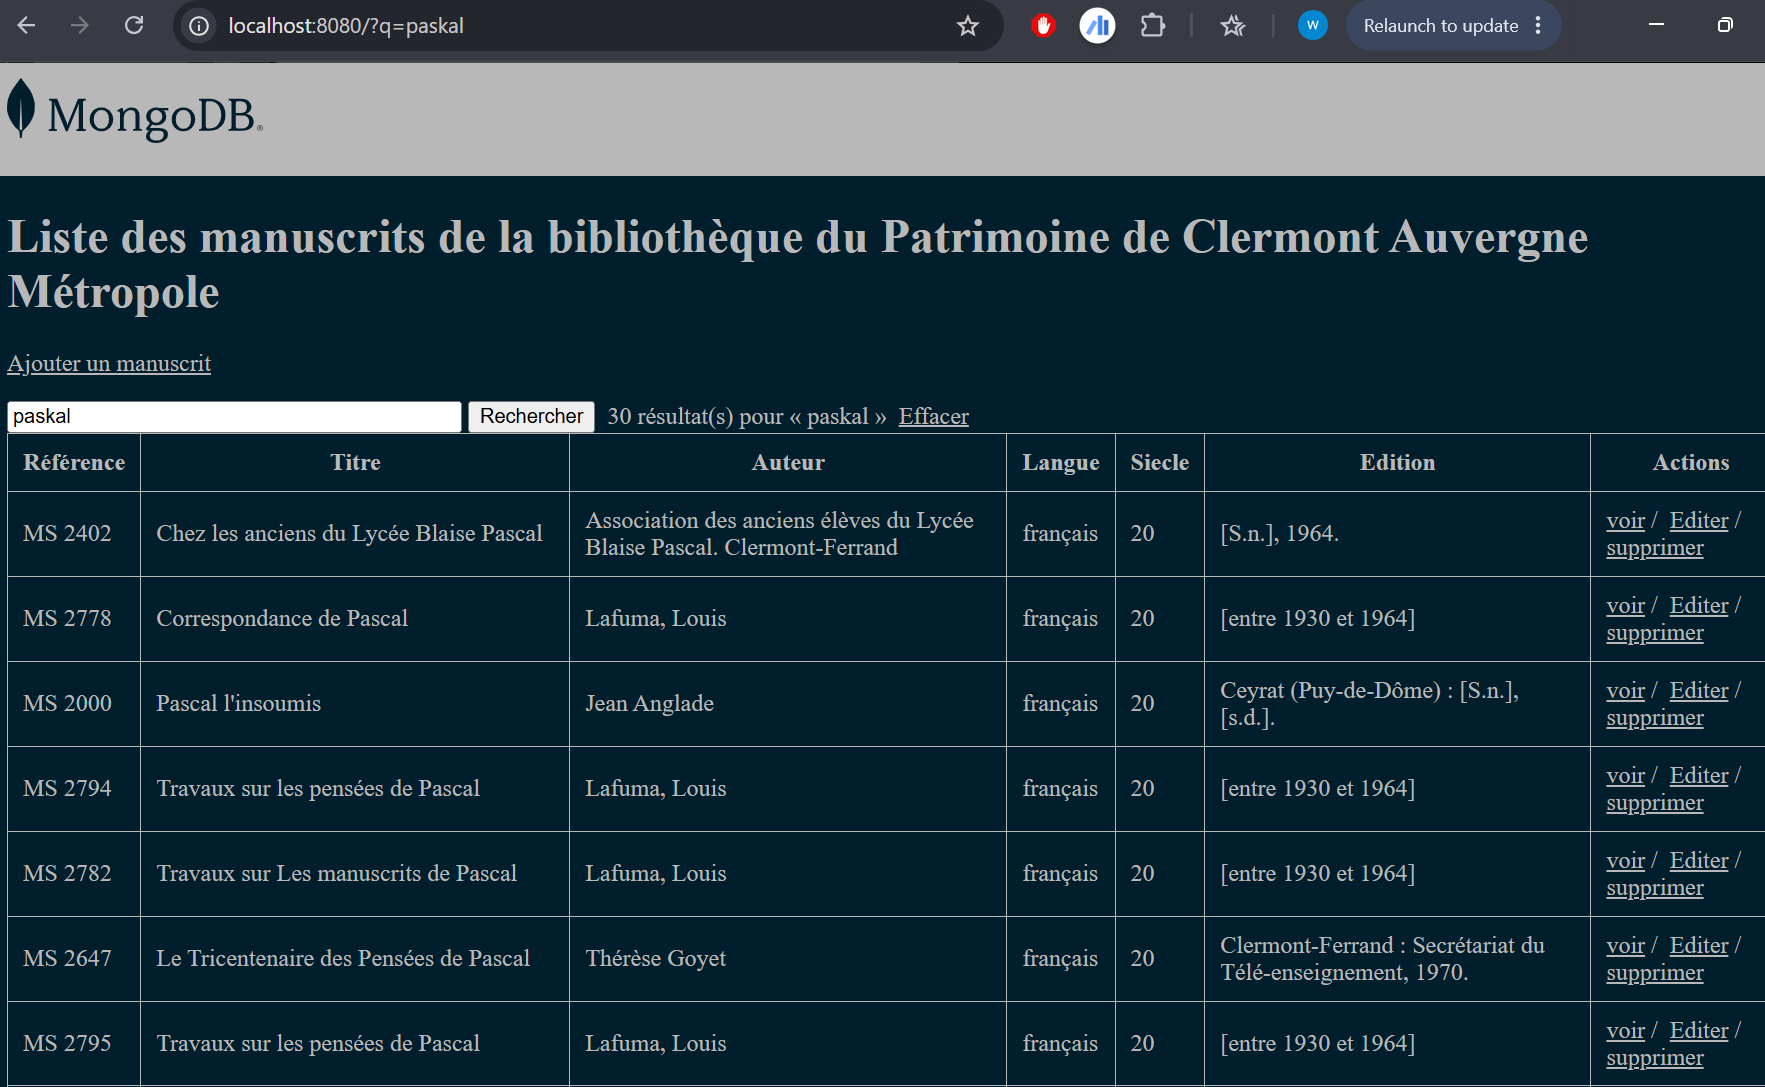 localhost:8080/?q=paskal
W
Relaunch to update
MongoDB®
Liste des manuscrits de la bibliothèque du Patrimoine de Clermont Auvergne
Métropole
Ajouter un manuscrit
paskal Rechercher 30 résultat(s) pour « paskal » Effacer
Référence Titre Auteur Langue Siecle Edition Actions
MS 2402 Chez les anciens du Lycée Blaise Pascal Association des anciens élèves du Lycée
Blaise Pascal. Clermont-Ferrand français 20 [S.n.], 1964. voir / Editer /
supprimer
MS 2778 Correspondance de Pascal Lafuma, Louis français 20 [entre 1930 et 1964] voir / Editer /
supprimer
MS 2000 Pascal l'insoumis Jean Anglade français 20 Ceyrat (Puy-de-Dôme) : [S.n.],
[s.d.]. voir / Editer /
supprimer
MS 2794 Travaux sur les pensées de Pascal Lafuma, Louis français 20 [entre 1930 et 1964] voir / Editer /
supprimer
MS 2782 Travaux sur Les manuscrits de Pascal Lafuma, Louis français 20 [entre 1930 et 1964] voir / Editer /
supprimer
MS 2647 Le Tricentenaire des Pensées de Pascal Thérèse Goyet français 20 Clermont-Ferrand : Secrétariat du
Télé-enseignement, 1970. voir / Editer /
supprimer
MS 2795 Travaux sur les pensées de Pascal Lafuma, Louis français 20 [entre 1930 et 1964] voir / Editer /
supprimer